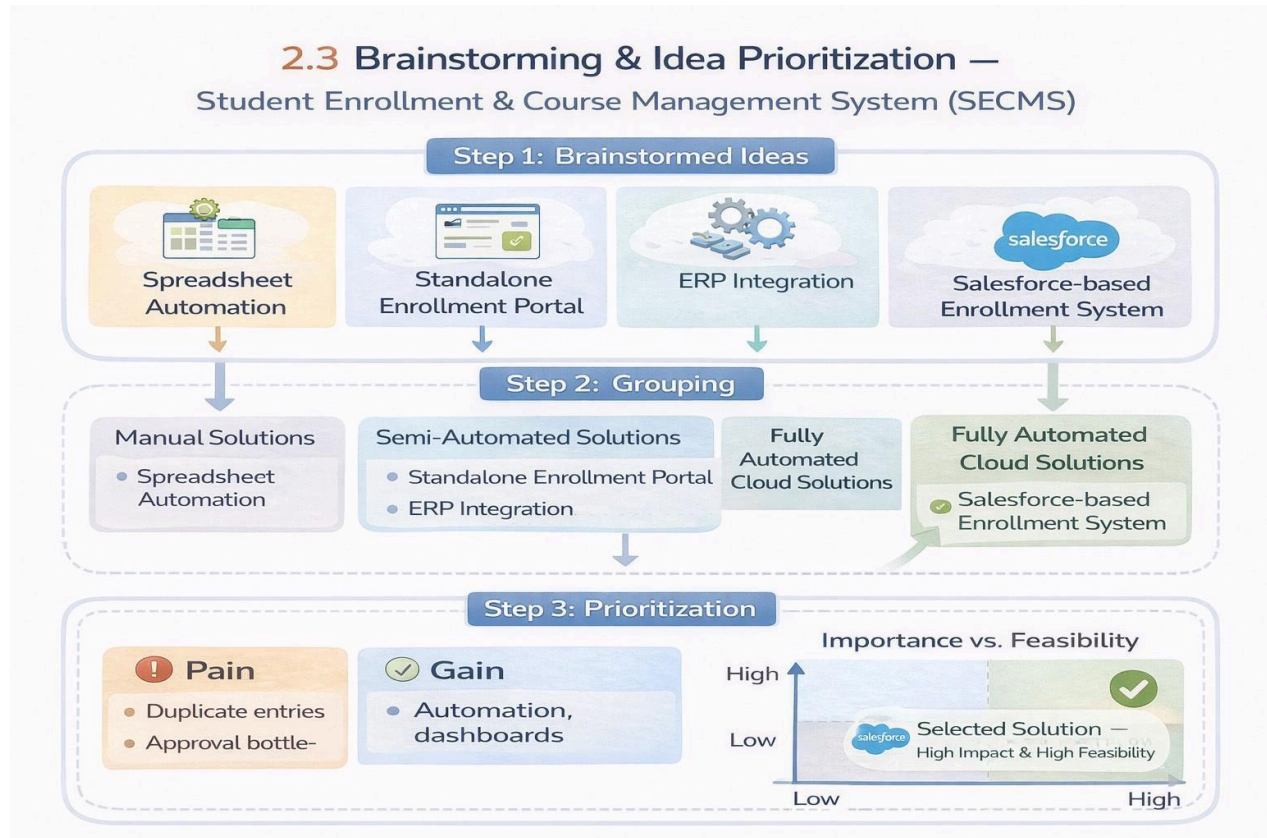 2.3 Brainstorming & Idea Prioritization —
Student Enrollment & Course Management System (SECMS)
Step 1: Brainstormed Ideas
Spreadsheet
Automation
Standalone
Enrollment Portal
ERP Integration
salesforce
Salesforce-based
Enrollment System
Step 2: Grouping
Manual Solutions
Spreadsheet
Automation
Semi-Automated Solutions
Standalone Enrollment Portal
ERP Integration
Fully
Automated
Cloud Solutions
Fully Automated
Cloud Solutions
Salesforce-based
Enrollment System
Step 3: Prioritization
Pain
Duplicate entries
Approval bottle-
Gain
Automation,
dashboards
Importance vs. Feasibility
High
Low
salesforce
Selected Solution —
High Impact & High Feasibility
Low
High